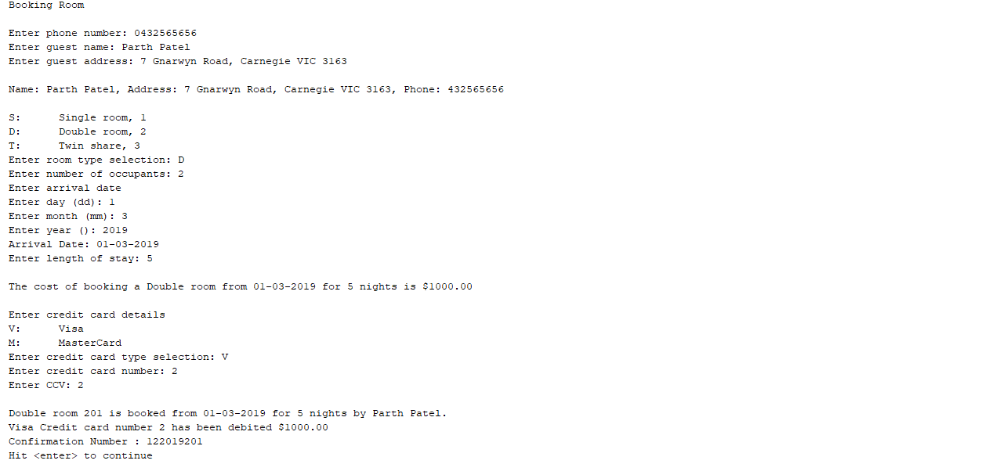 Booking Room
Enter phone number: 0432565656
Enter guest name: Parth Patel
Enter guest address: 7 Gnarwyn Road, Carnegie VIC 3163
Name: Parth Patel, Address: 7 Gnarwyn Road, Carnegie VIC 3163, Phone: 432565656
S: Single room, 1
D: Double room, 2
T: Twin share, 3
Enter room type selection: D
Enter number of occupants: 2
Enter arrival date
Enter day (dd): 1
Enter month (mm): 3
Enter year (): 2019
Arrival Date: 01-03-2019
Enter length of stay: 5
The cost of booking a Double room from 01-03-2019 for 5 nights is $1000.00
Enter credit card details
V: Visa
M: MasterCard
Enter credit card type selection: V
Enter credit card number: 2
Enter CCV: 2
Double room 201 is booked from 01-03-2019 for 5 nights by Parth Patel.
Visa Credit card number 2 has been debited $1000.00
Confirmation Number : 122019201
Hit <enter> to continue